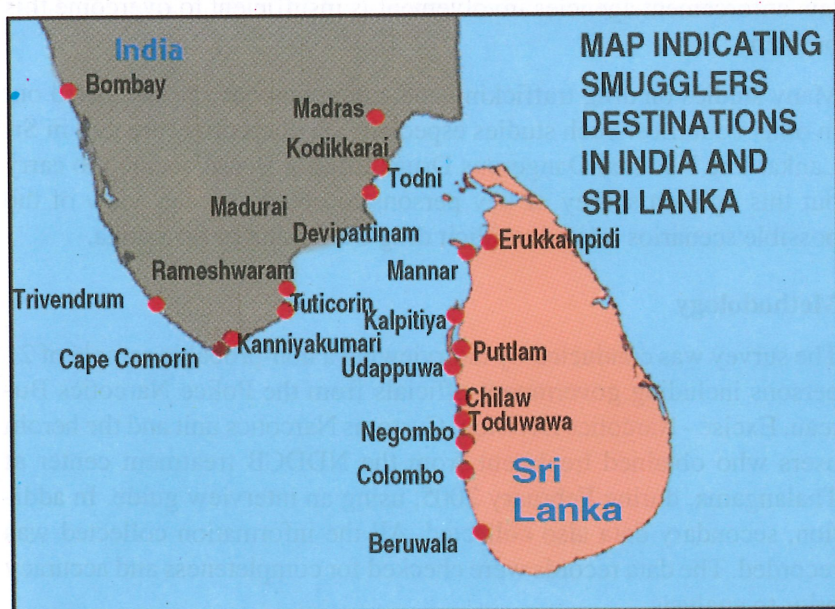 MAP INDICATING
SMUGGLERS
DESTINATIONS
IN INDIA AND
SRI LANKA
India
Bombay
Madras
Kodikkarai
Todni
Madurai
Devipattinam
Erukkalnpidi
Mannar
Rameshwaram
Trivendrum
Tuticorin
Kalpitiya
Kanniyakumari
Cape Comorin
Puttlam
Udappuwa
Chilaw
Toduwawa
Negombo
Colombo
Sri
Lanka
Beruwala